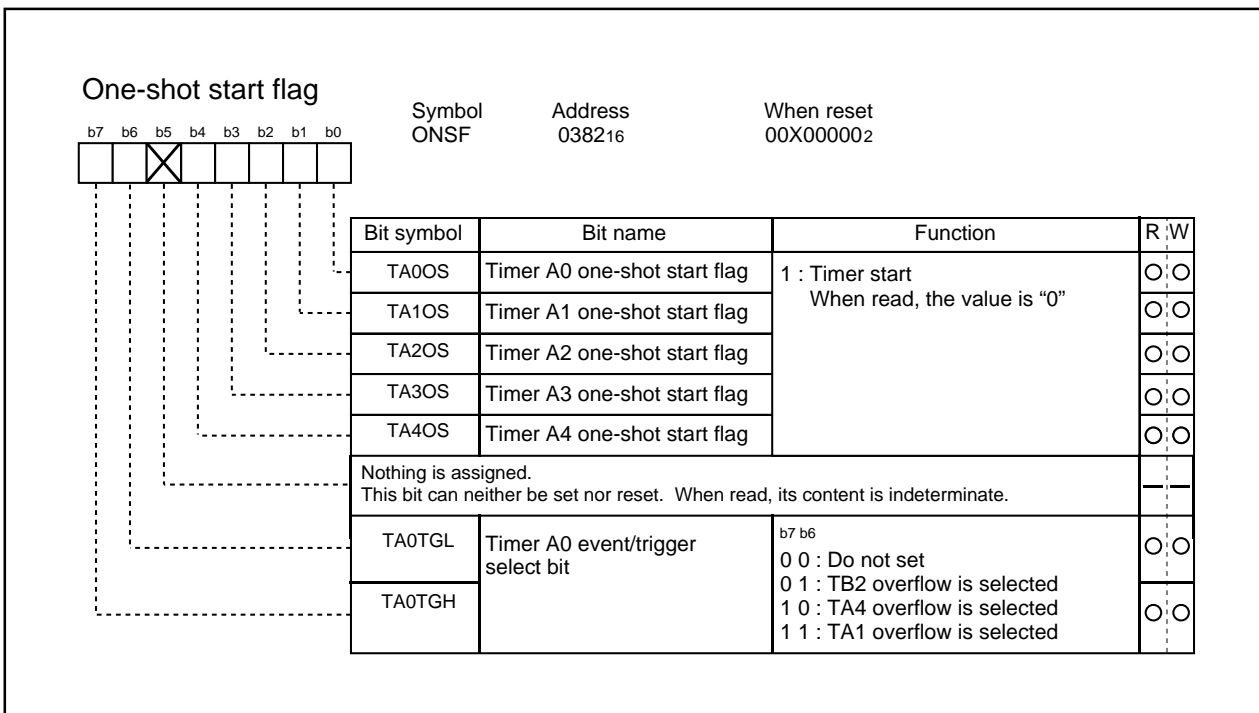 One-shot start flag
Symbol Address When reset
ONSF 038216 00X000002
b7 b6 b5 b4 b3 b2 b1 b0
Bit symbol Bit name Function R W
TA0OS Timer A0 one-shot start flag 1 : Timer start
When read, the value is “0”
TA1OS Timer A1 one-shot start flag
TA2OS Timer A2 one-shot start flag
TA3OS Timer A3 one-shot start flag
TA4OS Timer A4 one-shot start flag
Nothing is assigned.
This bit can neither be set nor reset. When read, its content is indeterminate.
TA0TGL Timer A0 event/trigger
select bit
b7 b6
0 0 : Do not set
0 1 : TB2 overflow is selected
1 0 : TA4 overflow is selected
1 1 : TA1 overflow is selected
TA0TGH